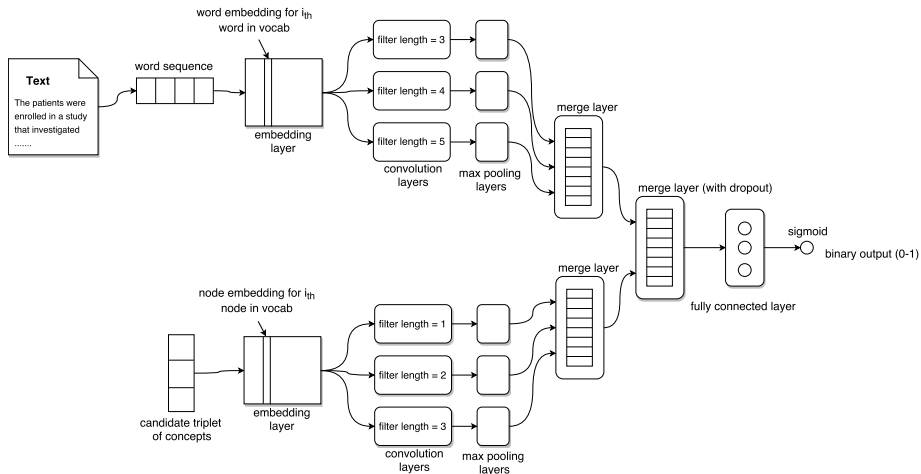 word embedding for i_th
word in vocab
Text
The patients were
enrolled in a study
that investigated
.......
word sequence
embedding
layer
filter length = 3
filter length = 4
filter length = 5
convolution
layers
max pooling
layers
merge layer
merge layer (with dropout)
sigmoid
binary output (0-1)
fully connected layer
node embedding for i_th
node in vocab
candidate triplet
of concepts
embedding
layer
filter length = 1
filter length = 2
filter length = 3
convolution
layers
max pooling
layers
merge layer